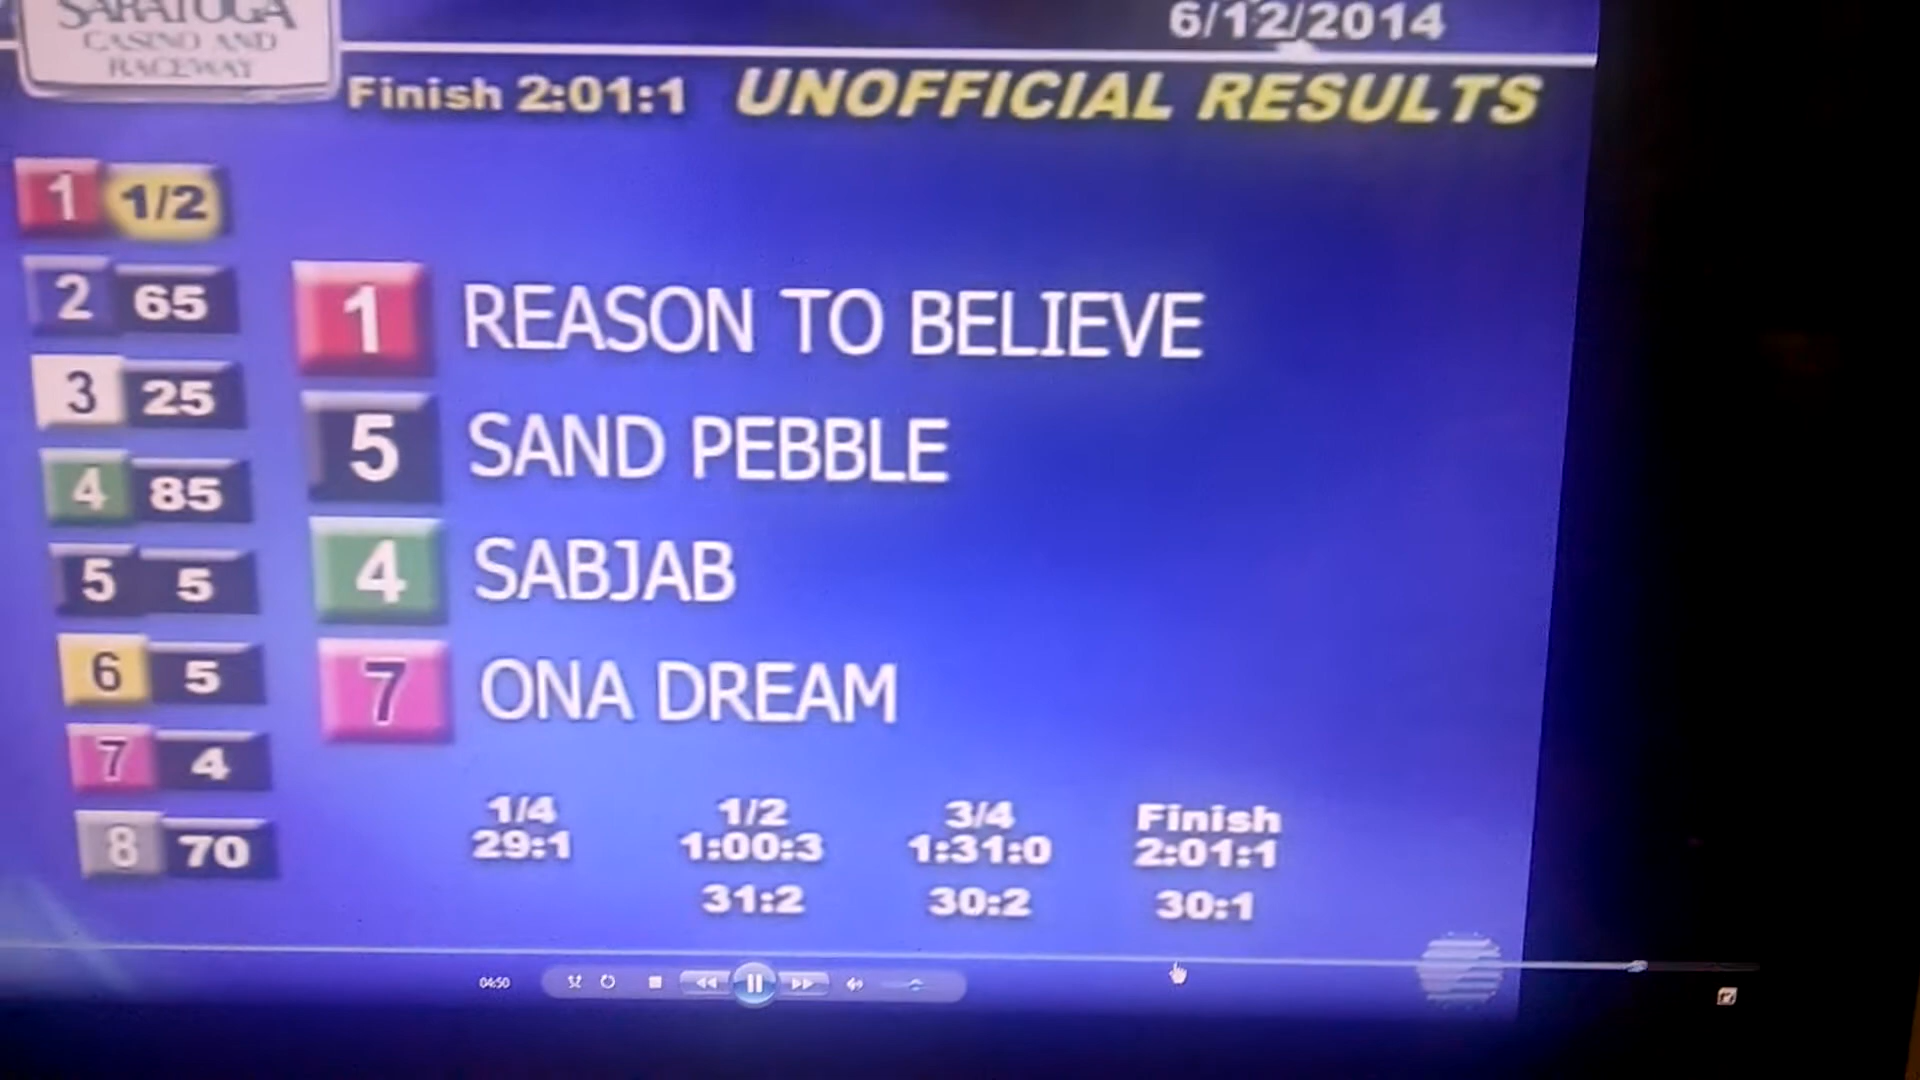 SARATOGA
CASINO AND
RACEWAY
6/12/2014
Finish 2:01:1 UNOFFICIAL RESULTS
1 1/2
2 65
3 25
4 85
5 5
6 5
7 4
8 70
1 REASON TO BELIEVE
5 SAND PEBBLE
4 SABJAB
7 ONA DREAM
1/4 1/2 3/4 Finish
29:1 1:00:3 1:31:0 2:01:1
31:2 30:2 30:1
04:50